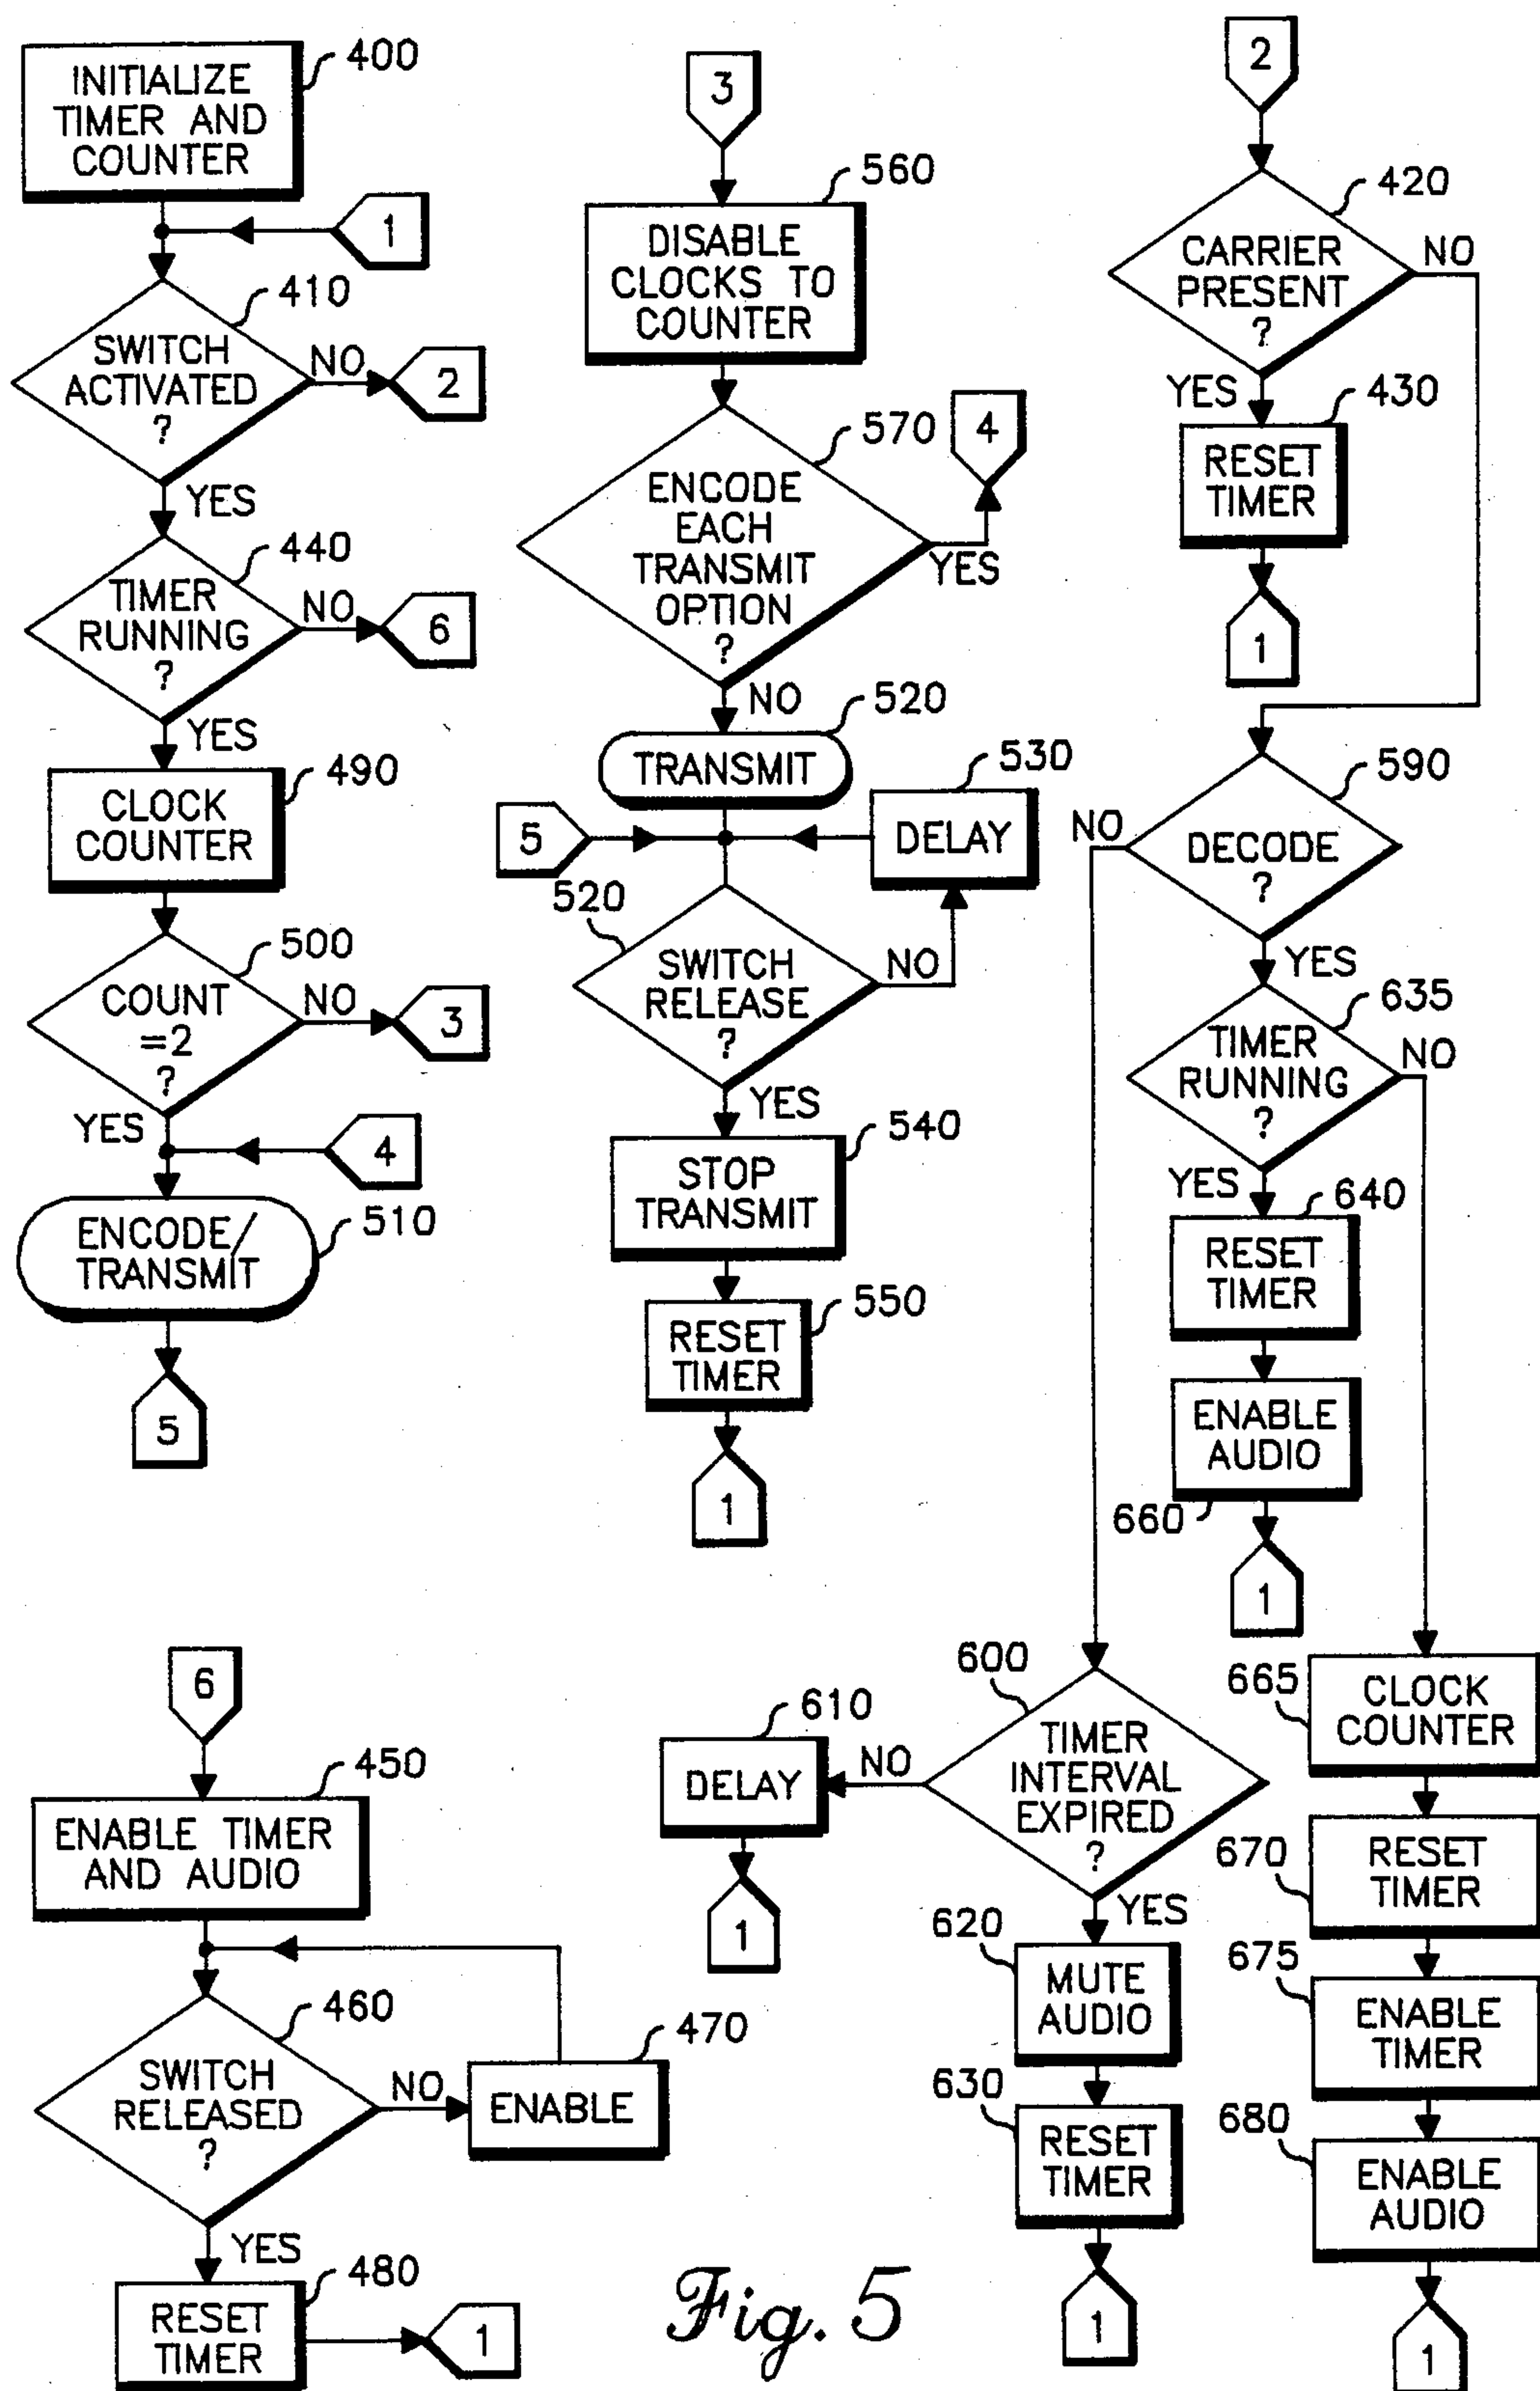 INITIALIZE
TIMER AND
COUNTER
400
1
410
SWITCH
ACTIVATED
?
NO
2
YES
440
TIMER
RUNNING
?
NO
6
YES
490
CLOCK
COUNTER
500
COUNT
=2
?
NO
3
YES
4
ENCODE/
TRANSMIT
510
5
6
450
ENABLE TIMER
AND AUDIO
460
SWITCH
RELEASED
?
NO
470
ENABLE
YES
480
RESET
TIMER
1
3
560
DISABLE
CLOCKS TO
COUNTER
570
4
ENCODE
EACH
TRANSMIT
OPTION
?
YES
NO
520
TRANSMIT
530
5
DELAY
520
SWITCH
RELEASE
?
NO
YES
540
STOP
TRANSMIT
550
RESET
TIMER
1
2
420
CARRIER
PRESENT
?
NO
YES
430
RESET
TIMER
1
590
NO
DECODE
?
YES
635
TIMER
RUNNING
?
NO
YES
640
RESET
TIMER
ENABLE
AUDIO
660
1
600
TIMER
INTERVAL
EXPIRED
?
NO
610
DELAY
1
YES
620
MUTE
AUDIO
630
RESET
TIMER
1
665
CLOCK
COUNTER
670
RESET
TIMER
675
ENABLE
TIMER
680
ENABLE
AUDIO
1
Fig. 5